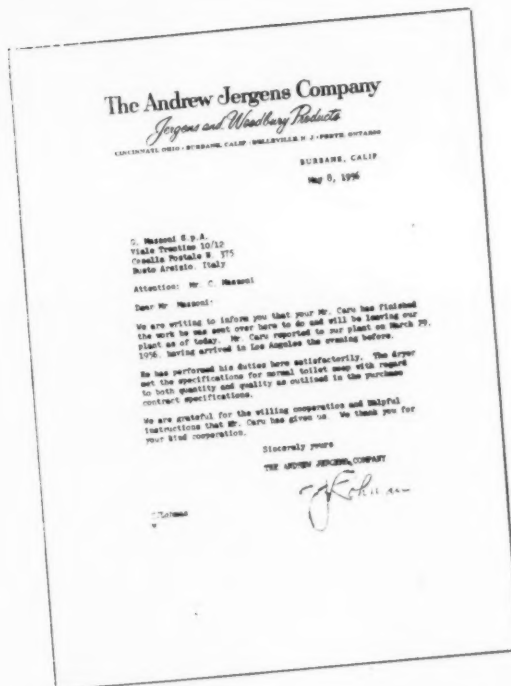 The Andrew Jergens Company
Jergens and Woodbury Products
CINCINNATI, OHIO · BURBANK, CALIF · BELLEVILLE, N. J. · PERTH, ONTARIO
BURBANK, CALIF
May 8, 1956
G. Mazzoni S.p.A.
Viale Trentino 10/12
Casella Postale N. 375
Busto Arsizio, Italy
Attention: Mr. C. Mazzoni
Dear Mr Mazzoni:
We are writing to inform you that your Mr. Caru has finished
the work he was sent over here to do and will be leaving our
plant as of today. Mr. Caru reported to our plant on March 29,
1956, having arrived in Los Angeles the evening before.
He has performed his duties here satisfactorily. The dryer
met the specifications for normal toilet soap with regard
to both quantity and quality as outlined in the purchase
contract specifications.
We are grateful for the willing cooperation and helpful
instructions that Mr. Caru has given us. We thank you for
your kind cooperation.
Sincerely yours
THE ANDREW JERGENS COMPANY